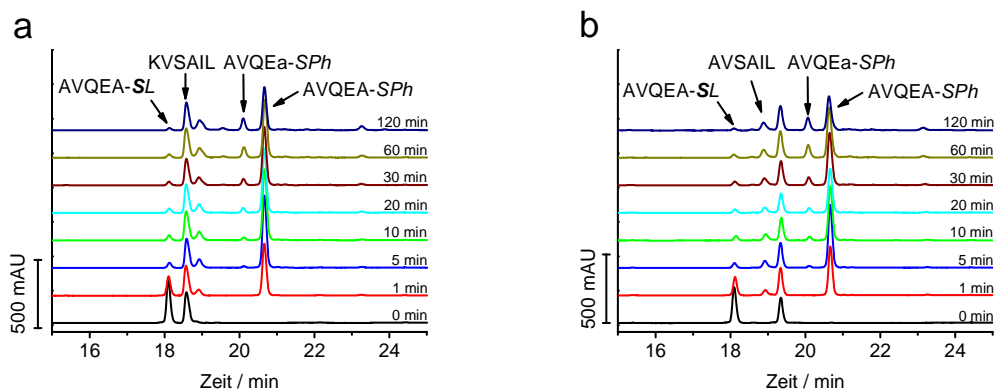 a
KVSAIL AVQEa-SPh
AVQEA-SL
AVQEA-SPh
120 min
60 min
30 min
20 min
10 min
5 min
1 min
0 min
500 mAU
16 18 20 22 24
Zeit / min
b
AVSAIL AVQEa-SPh
AVQEA-SL
AVQEA-SPh
120 min
60 min
30 min
20 min
10 min
5 min
1 min
0 min
500 mAU
16 18 20 22 24
Zeit / min